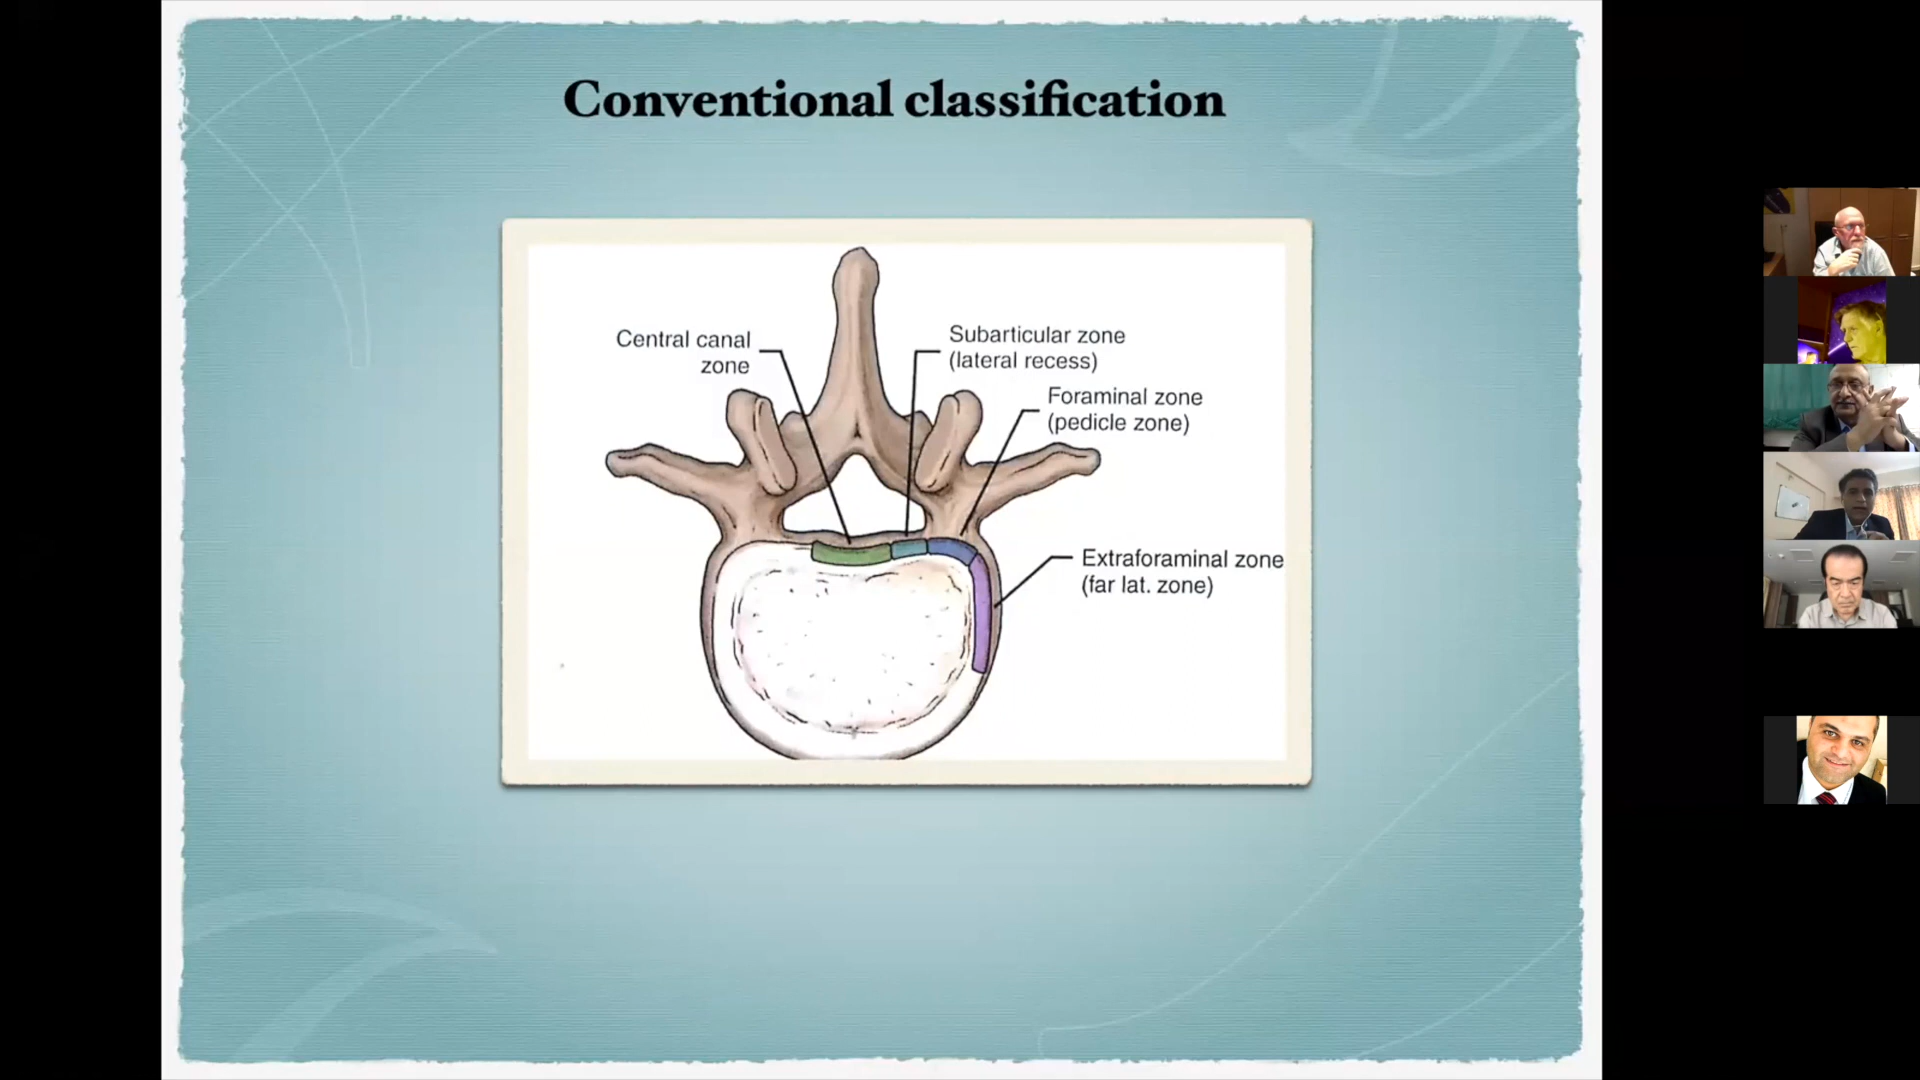 Conventional classification
Central canal
zone
Subarticular zone
(lateral recess)
Foraminal zone
(pedicle zone)
Extraforaminal zone
(far lat. zone)